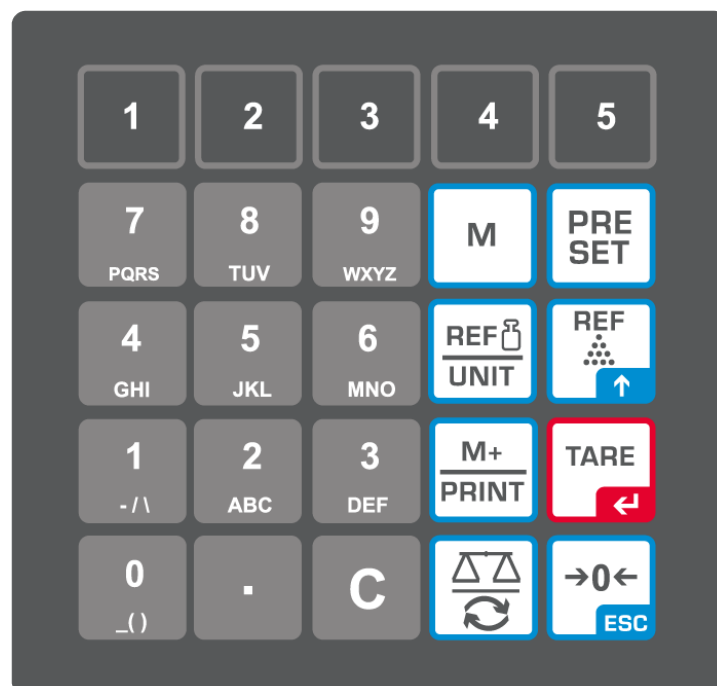 1 2 3 4 5
7 8 9 M PRE
PQRS TUV WXYZ SET
4 5 6 REF REF
GHI JKL MNO UNIT ↑
1 2 3 M+ TARE
-/\ ABC DEF PRINT ↵
0 . C →0←
_() ESC